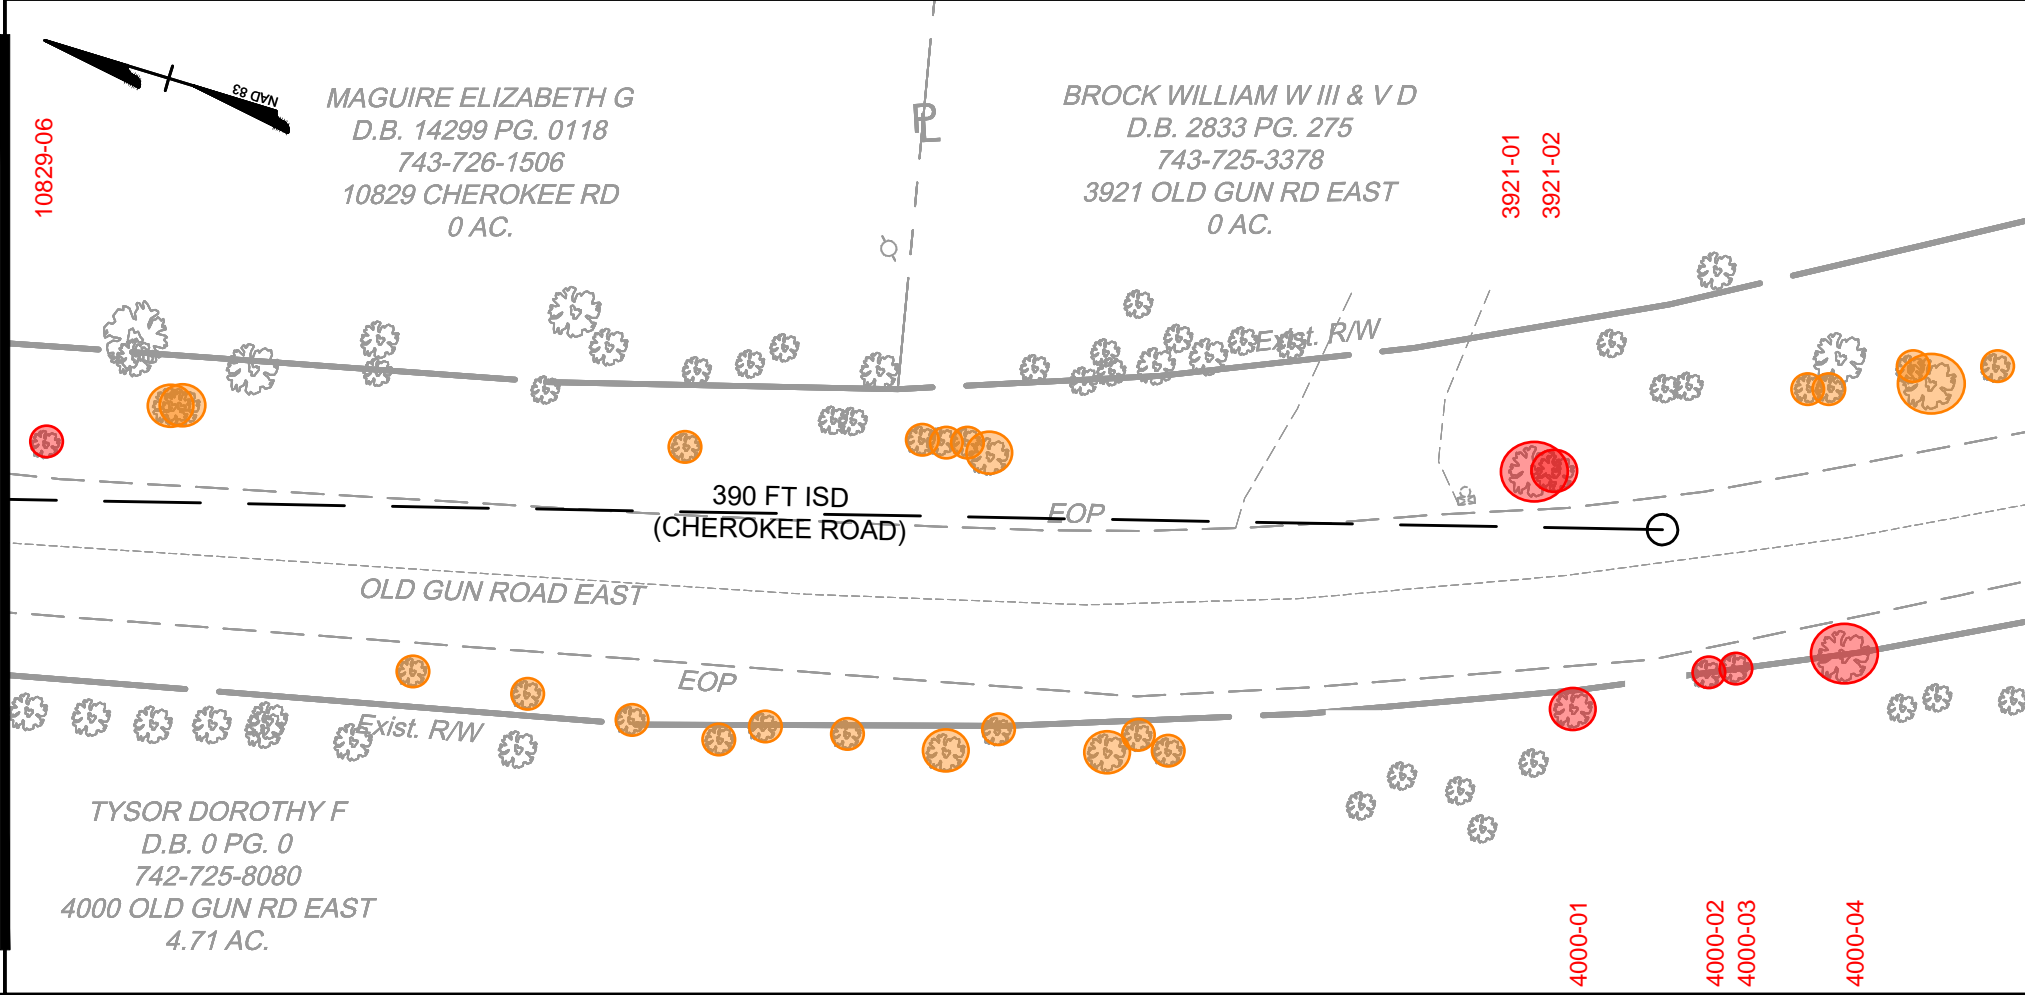 NAD 83
10829-06
MAGUIRE ELIZABETH G
D.B. 14299 PG. 0118
743-726-1506
10829 CHEROKEE RD
0 AC.
PL
BROCK WILLIAM W III & V D
D.B. 2833 PG. 275
743-725-3378
3921 OLD GUN RD EAST
0 AC.
3921-01
3921-02
Exist. R/W
390 FT ISD
(CHEROKEE ROAD)
EOP
OLD GUN ROAD EAST
EOP
Exist. R/W
TYSOR DOROTHY F
D.B. 0 PG. 0
742-725-8080
4000 OLD GUN RD EAST
4.71 AC.
4000-01
4000-02
4000-03
4000-04